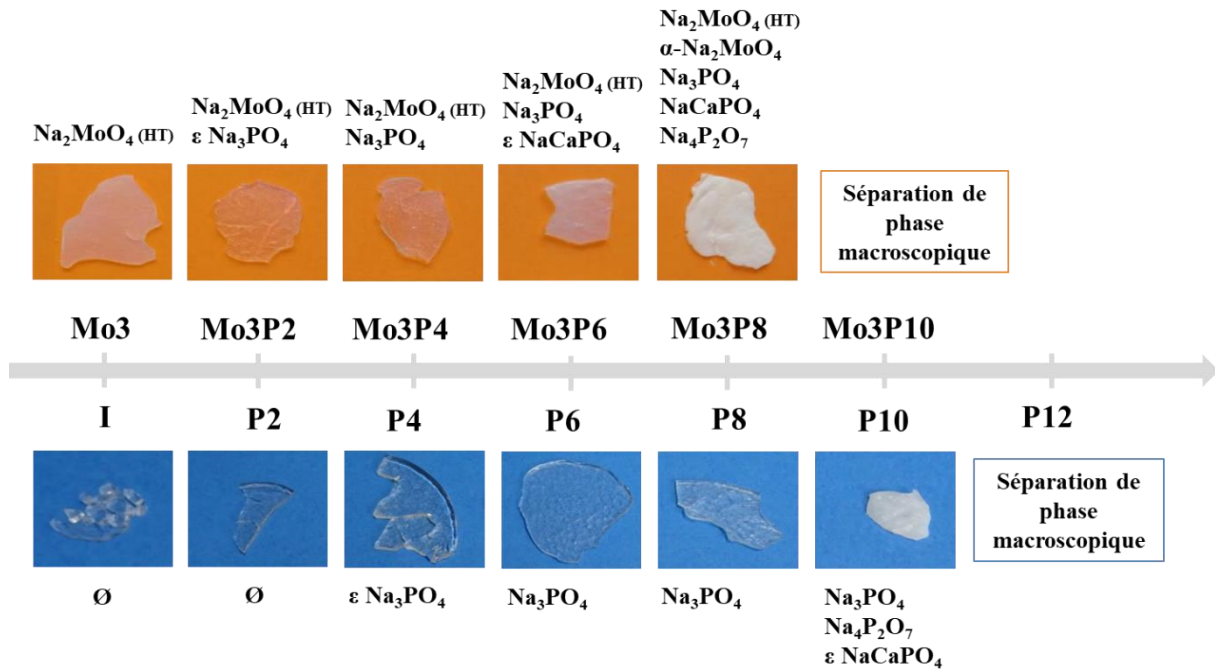 Na₂MoO₄ (HT)
Na₂MoO₄ (HT)
ε Na₃PO₄
Na₂MoO₄ (HT)
Na₃PO₄
Na₂MoO₄ (HT)
Na₃PO₄
ε NaCaPO₄
Na₂MoO₄ (HT)
α-Na₂MoO₄
Na₃PO₄
NaCaPO₄
Na₄P₂O₇
Séparation de
phase
macroscopique
Mo3
Mo3P2
Mo3P4
Mo3P6
Mo3P8
Mo3P10
I
P2
P4
P6
P8
P10
P12
Séparation de
phase
macroscopique
Ø
Ø
ε Na₃PO₄
Na₃PO₄
Na₃PO₄
Na₃PO₄
Na₄P₂O₇
ε NaCaPO₄